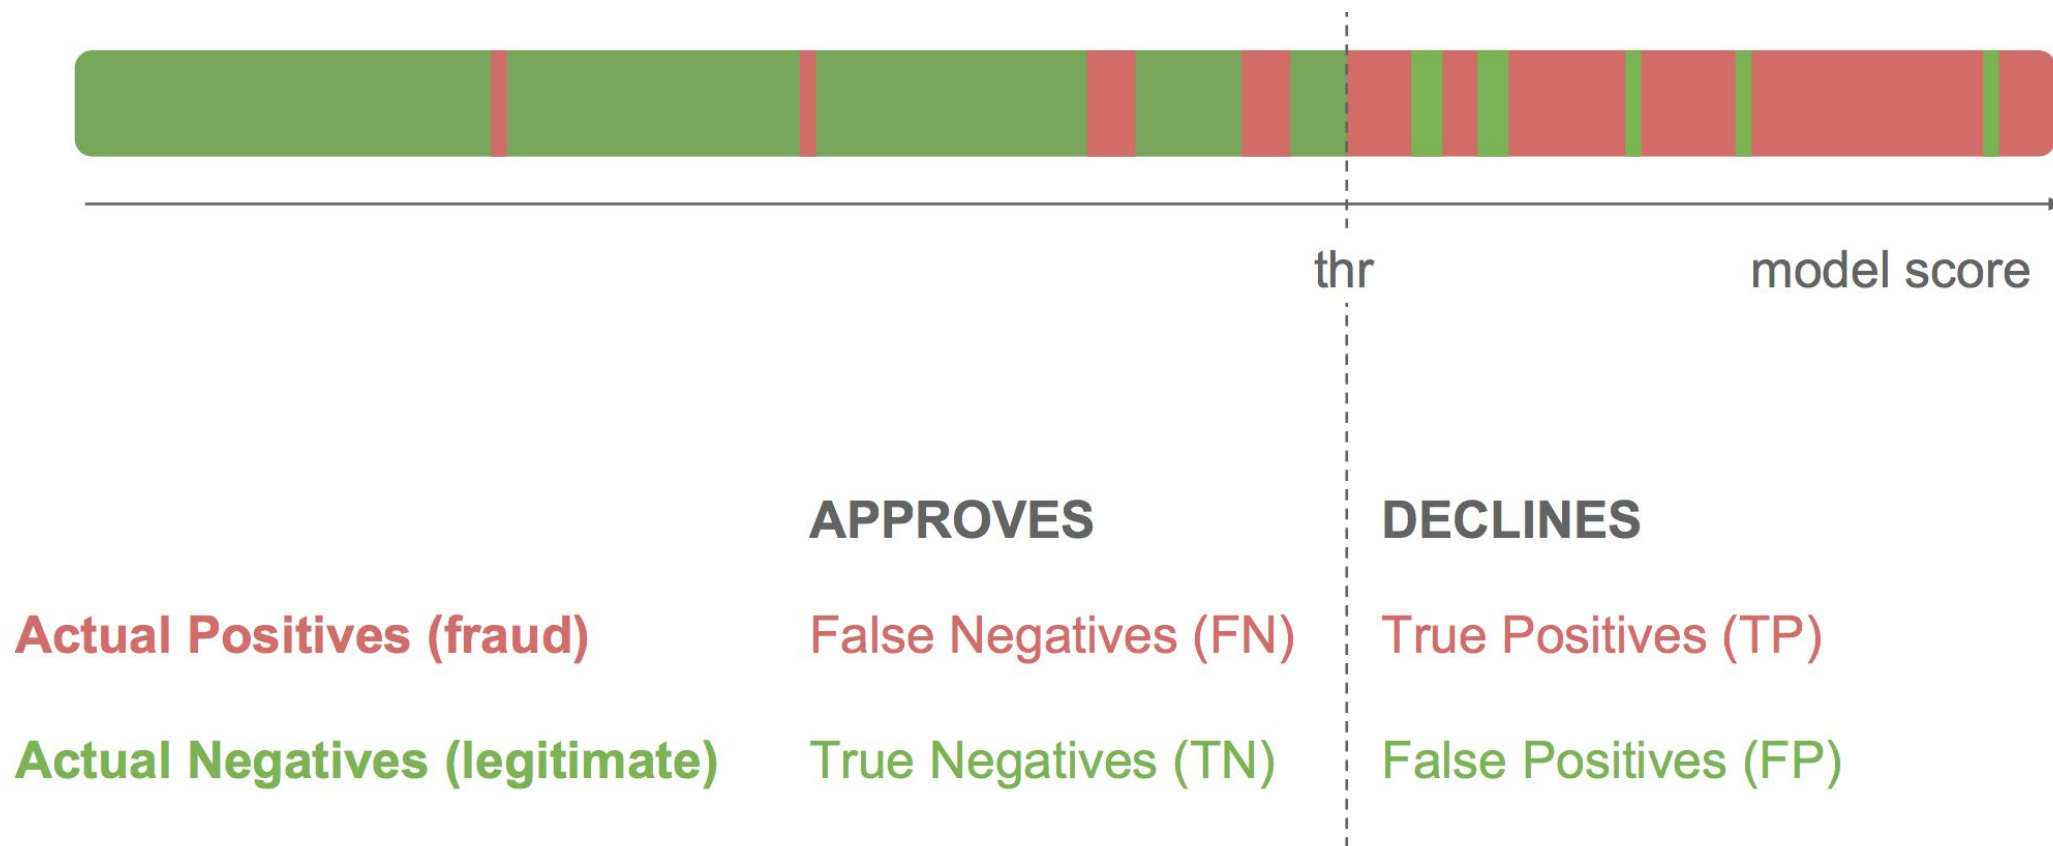 thr
model score
APPROVES DECLINES
Actual Positives (fraud) False Negatives (FN) True Positives (TP)
Actual Negatives (legitimate) True Negatives (TN) False Positives (FP)